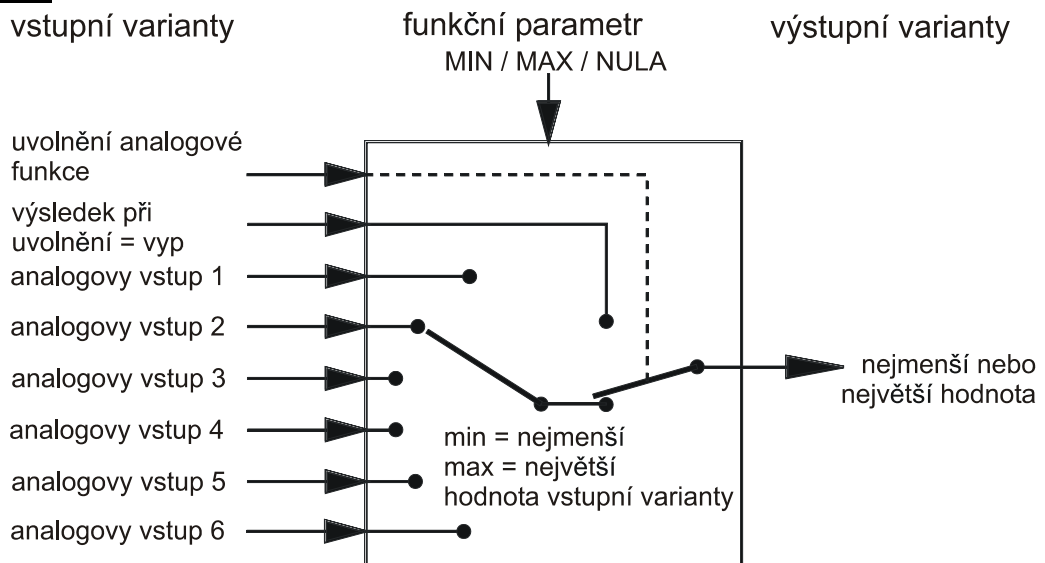 vstupní varianty
funkční parametr
výstupní varianty
MIN / MAX / NULA
uvolnění analogové
funkce
výsledek při
uvolnění = vyp
analogovy vstup 1
analogovy vstup 2
analogovy vstup 3
analogovy vstup 4
analogovy vstup 5
analogovy vstup 6
min = nejmenší
max = největší
hodnota vstupní varianty
nejmenší nebo
největší hodnota